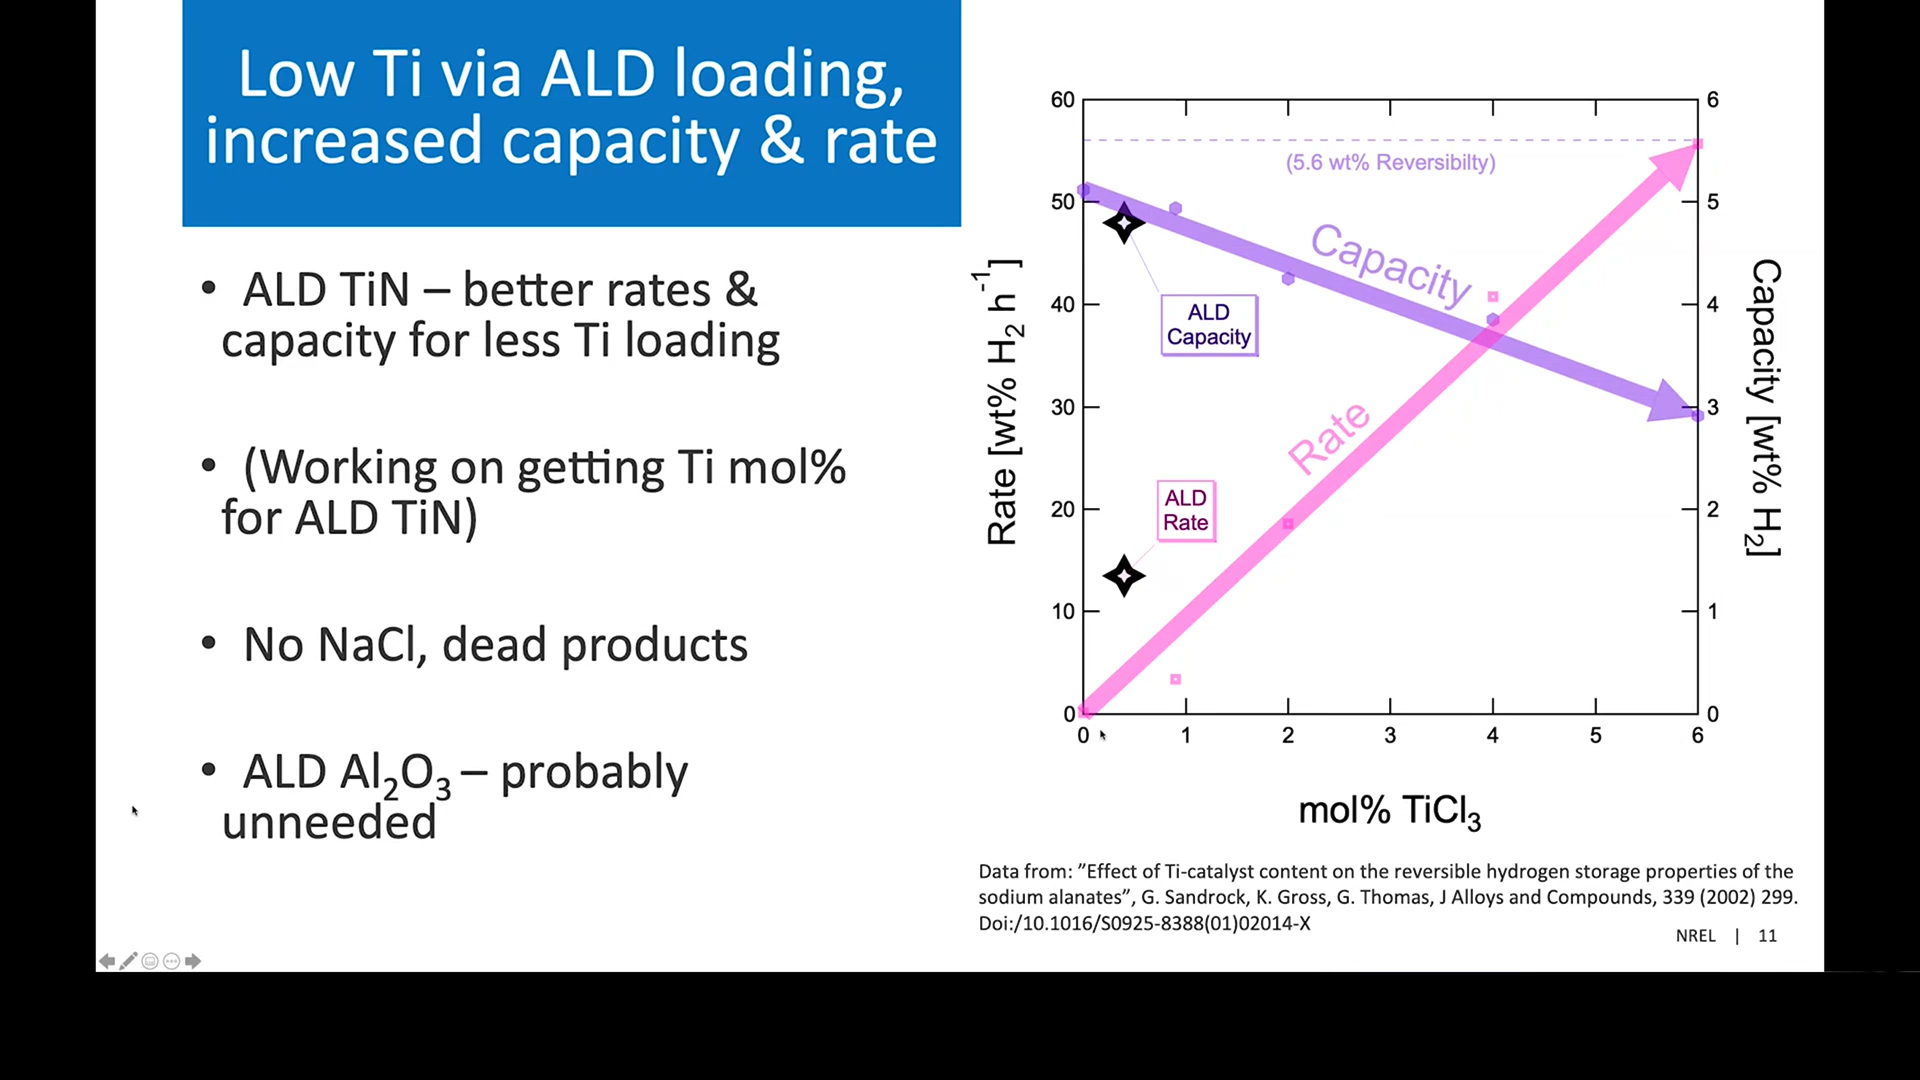 Low Ti via ALD loading,
increased capacity & rate
• ALD TiN – better rates &
capacity for less Ti loading
• (Working on getting Ti mol%
for ALD TiN)
• No NaCl, dead products
• ALD Al₂O₃ – probably
unneeded
60
50
40
30
20
10
0
Rate [wt% H₂ h⁻¹]
6
5
4
3
2
1
0
Capacity [wt% H₂]
(5.6 wt% Reversibilty)
Capacity
ALD
Capacity
Rate
ALD
Rate
0 1 2 3 4 5 6
mol% TiCl₃
Data from: ”Effect of Ti-catalyst content on the reversible hydrogen storage properties of the
sodium alanates”, G. Sandrock, K. Gross, G. Thomas, J Alloys and Compounds, 339 (2002) 299.
Doi:/10.1016/S0925-8388(01)02014-X
NREL | 11